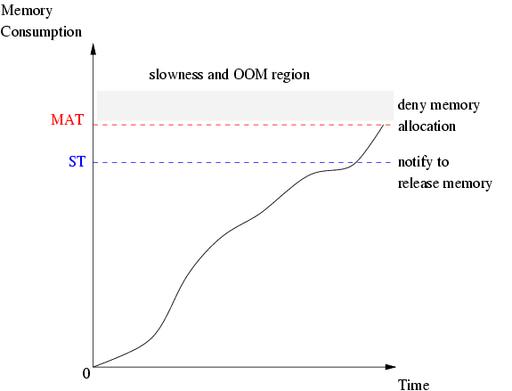 Memory
Consumption
slowness and OOM region
deny memory
MAT
allocation
ST
notify to
release memory
0
Time